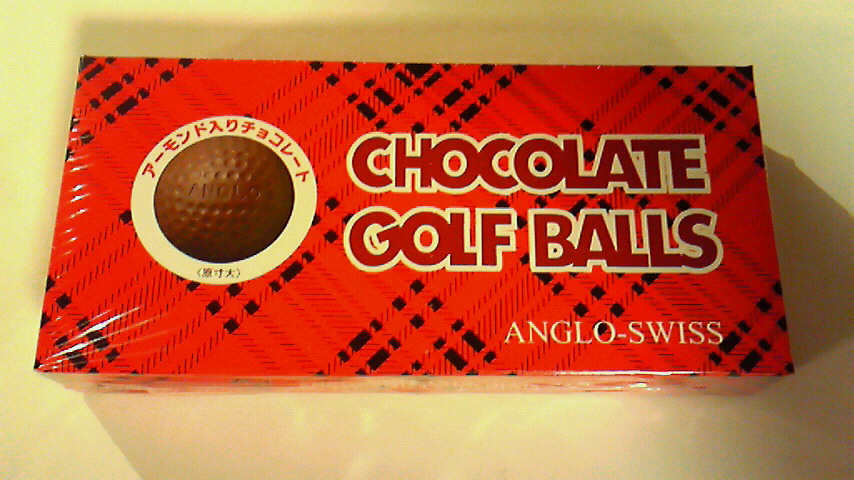 アーモンド入りチョコレート
ANGLO
〈原寸大〉
CHOCOLATE
GOLF BALLS
ANGLO-SWISS